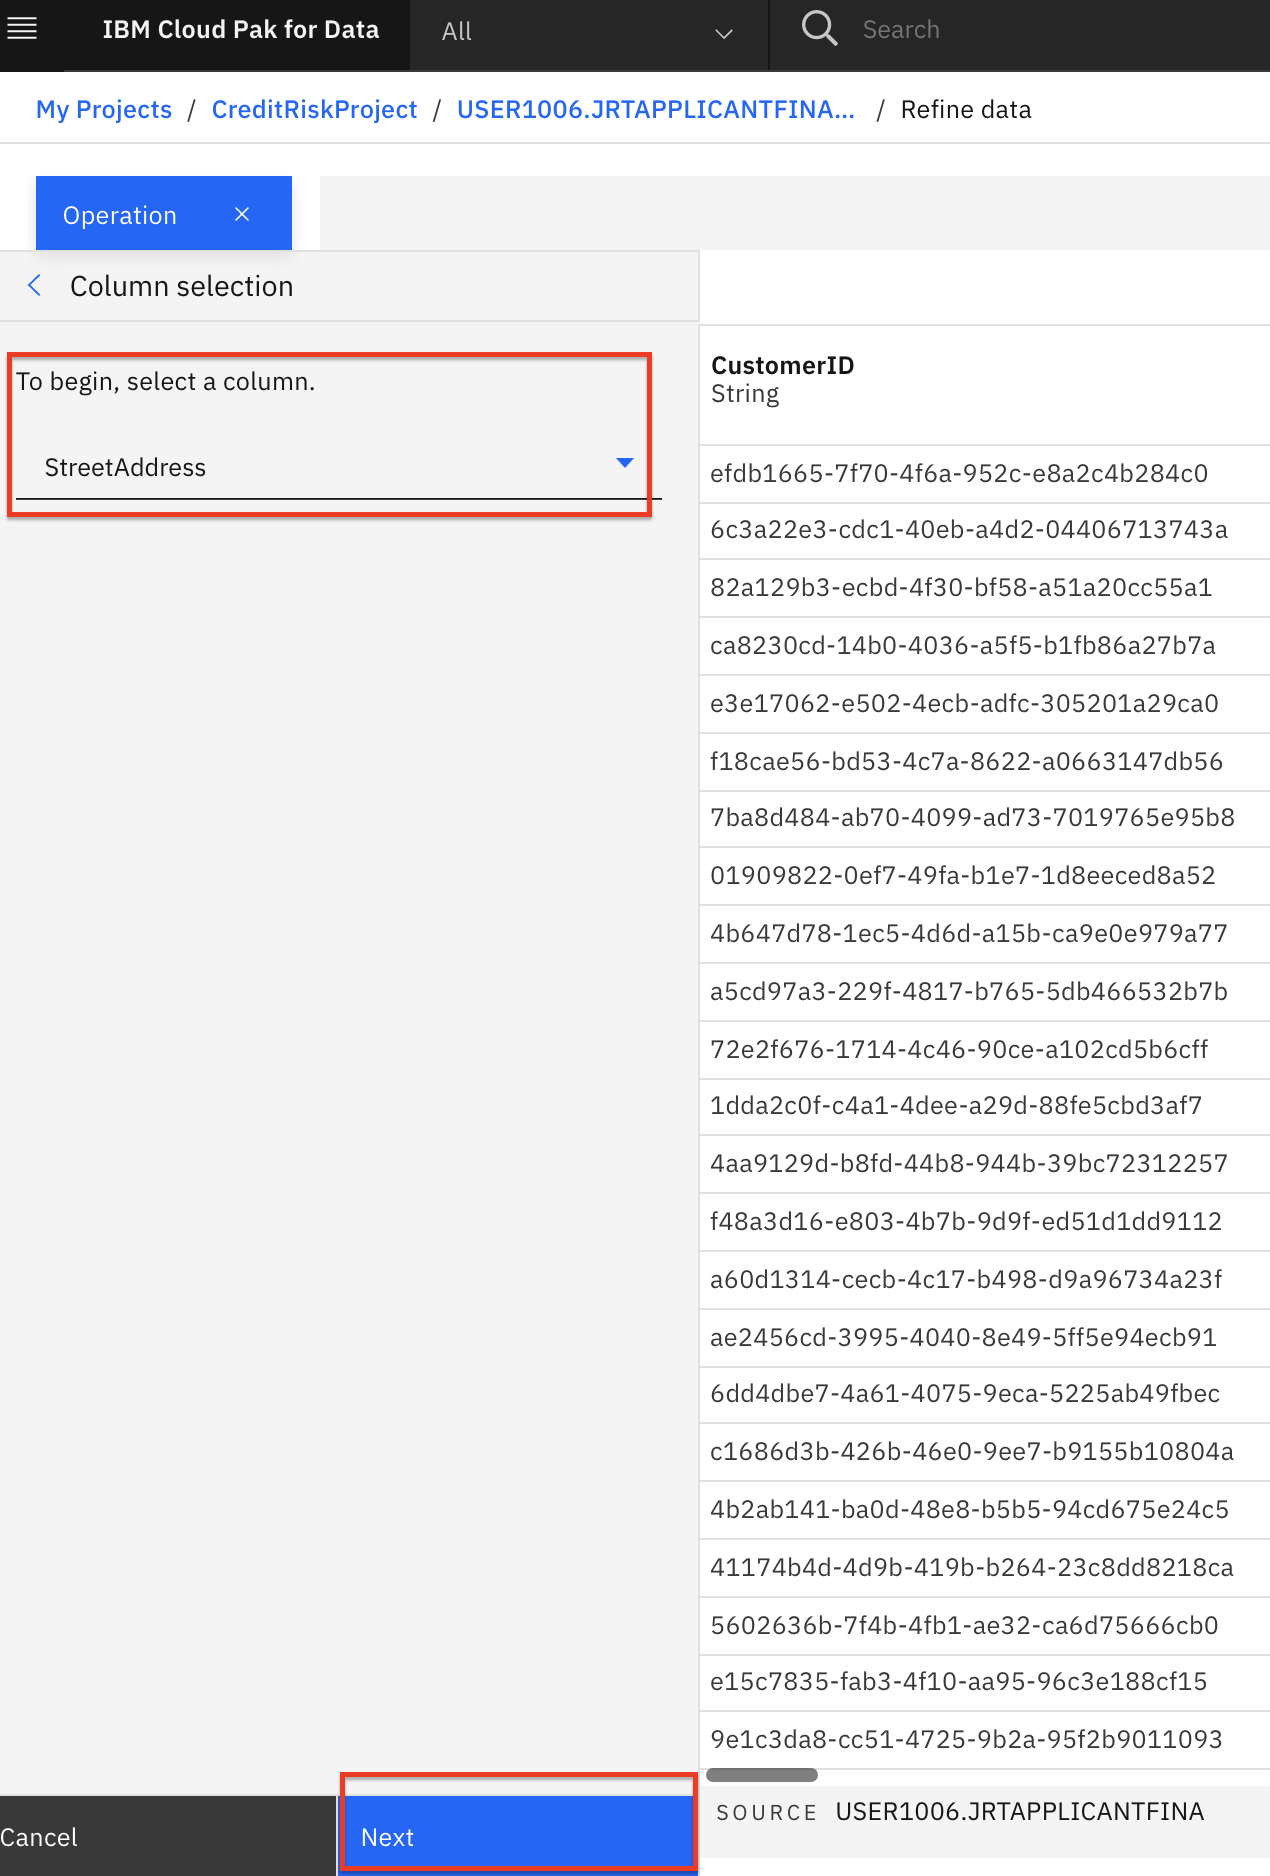 IBM Cloud Pak for Data All Search
My Projects / CreditRiskProject / USER1006.JRTAPPLICANTFINA... / Refine data
Operation ×
Column selection
To begin, select a column.
StreetAddress
CustomerID
String
efdb1665-7f70-4f6a-952c-e8a2c4b284c0
6c3a22e3-cdc1-40eb-a4d2-04406713743a
82a129b3-ecbd-4f30-bf58-a51a20cc55a1
ca8230cd-14b0-4036-a5f5-b1fb86a27b7a
e3e17062-e502-4ecb-adfc-305201a29ca0
f18cae56-bd53-4c7a-8622-a0663147db56
7ba8d484-ab70-4099-ad73-7019765e95b8
01909822-0ef7-49fa-b1e7-1d8eeced8a52
4b647d78-1ec5-4d6d-a15b-ca9e0e979a77
a5cd97a3-229f-4817-b765-5db466532b7b
72e2f676-1714-4c46-90ce-a102cd5b6cff
1dda2c0f-c4a1-4dee-a29d-88fe5cbd3af7
4aa9129d-b8fd-44b8-944b-39bc72312257
f48a3d16-e803-4b7b-9d9f-ed51d1dd9112
a60d1314-cecb-4c17-b498-d9a96734a23f
ae2456cd-3995-4040-8e49-5ff5e94ecb91
6dd4dbe7-4a61-4075-9eca-5225ab49fbec
c1686d3b-426b-46e0-9ee7-b9155b10804a
4b2ab141-ba0d-48e8-b5b5-94cd675e24c5
41174b4d-4d9b-419b-b264-23c8dd8218ca
5602636b-7f4b-4fb1-ae32-ca6d75666cb0
e15c7835-fab3-4f10-aa95-96c3e188cf15
9e1c3da8-cc51-4725-9b2a-95f2b9011093
SOURCE USER1006.JRTAPPLICANTFINA
Cancel Next